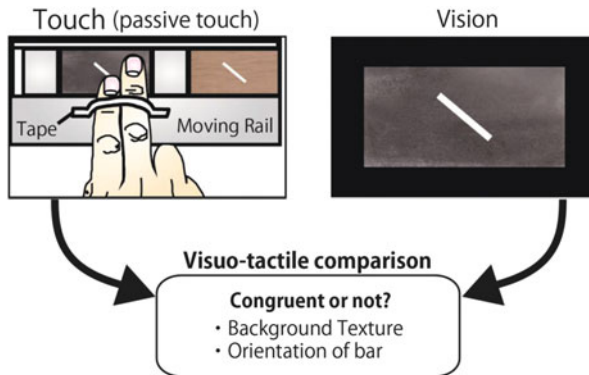 Touch (passive touch)
Vision
Tape
Moving Rail
Visuo-tactile comparison
Congruent or not?
・Background Texture
・Orientation of bar